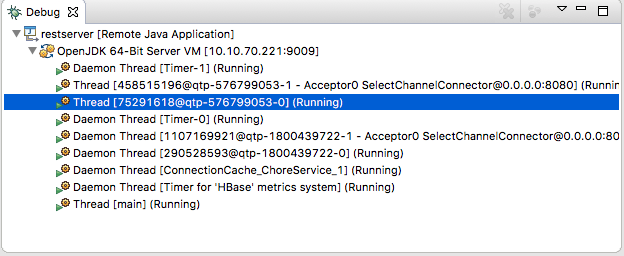 Debug
restserver [Remote Java Application]
OpenJDK 64-Bit Server VM [10.10.70.221:9009]
Daemon Thread [Timer-1] (Running)
Thread [458515196@qtp-576799053-1 - Acceptor0 SelectChannelConnector@0.0.0.0:8080] (Runnin
Thread [75291618@qtp-576799053-0] (Running)
Daemon Thread [Timer-0] (Running)
Daemon Thread [1107169921@qtp-1800439722-1 - Acceptor0 SelectChannelConnector@0.0.0.0:80
Daemon Thread [290528593@qtp-1800439722-0] (Running)
Daemon Thread [ConnectionCache_ChoreService_1] (Running)
Daemon Thread [Timer for 'HBase' metrics system] (Running)
Thread [main] (Running)